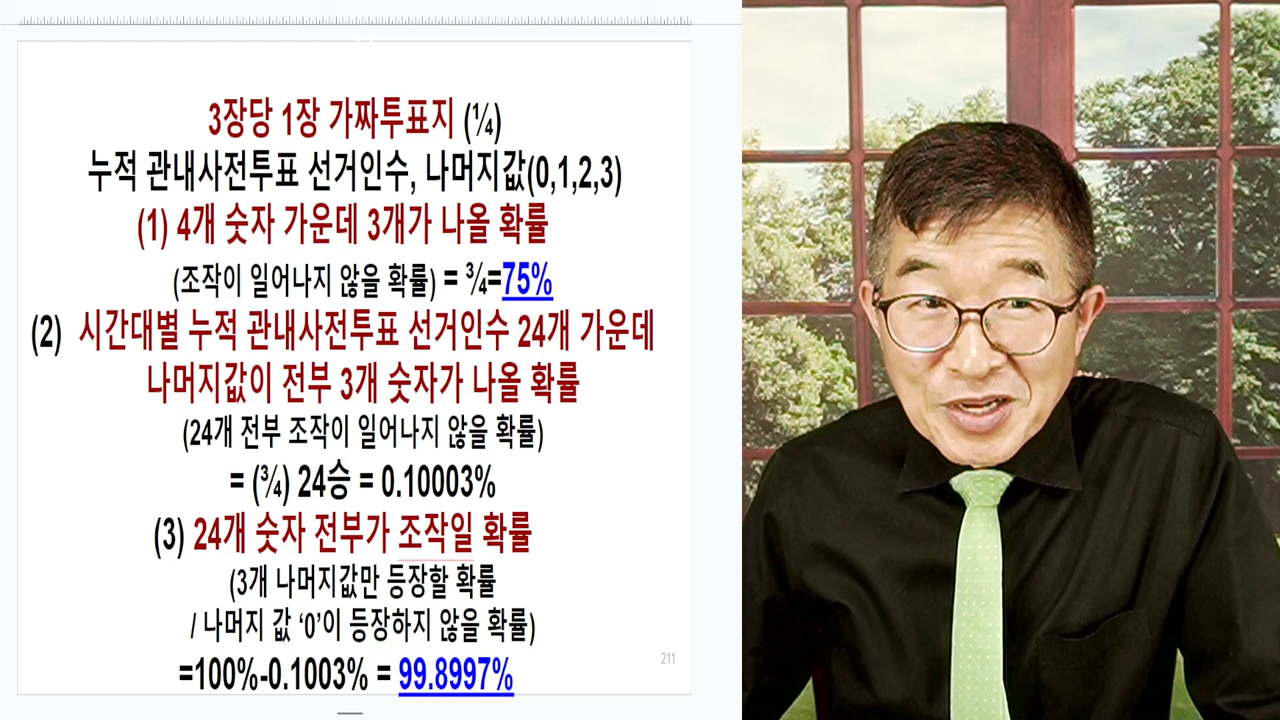 3장당 1장 가짜투표지 (¼)
누적 관내사전투표 선거인수, 나머지값(0,1,2,3)
(1) 4개 숫자 가운데 3개가 나올 확률
(조작이 일어나지 않을 확률) = ¾=75%
(2) 시간대별 누적 관내사전투표 선거인수 24개 가운데
나머지값이 전부 3개 숫자가 나올 확률
(24개 전부 조작이 일어나지 않을 확률)
= (¾) 24승 = 0.10003%
(3) 24개 숫자 전부가 조작일 확률
(3개 나머지값만 등장할 확률
/ 나머지 값 ‘0’이 등장하지 않을 확률)
=100%-0.1003% = 99.8997%
211